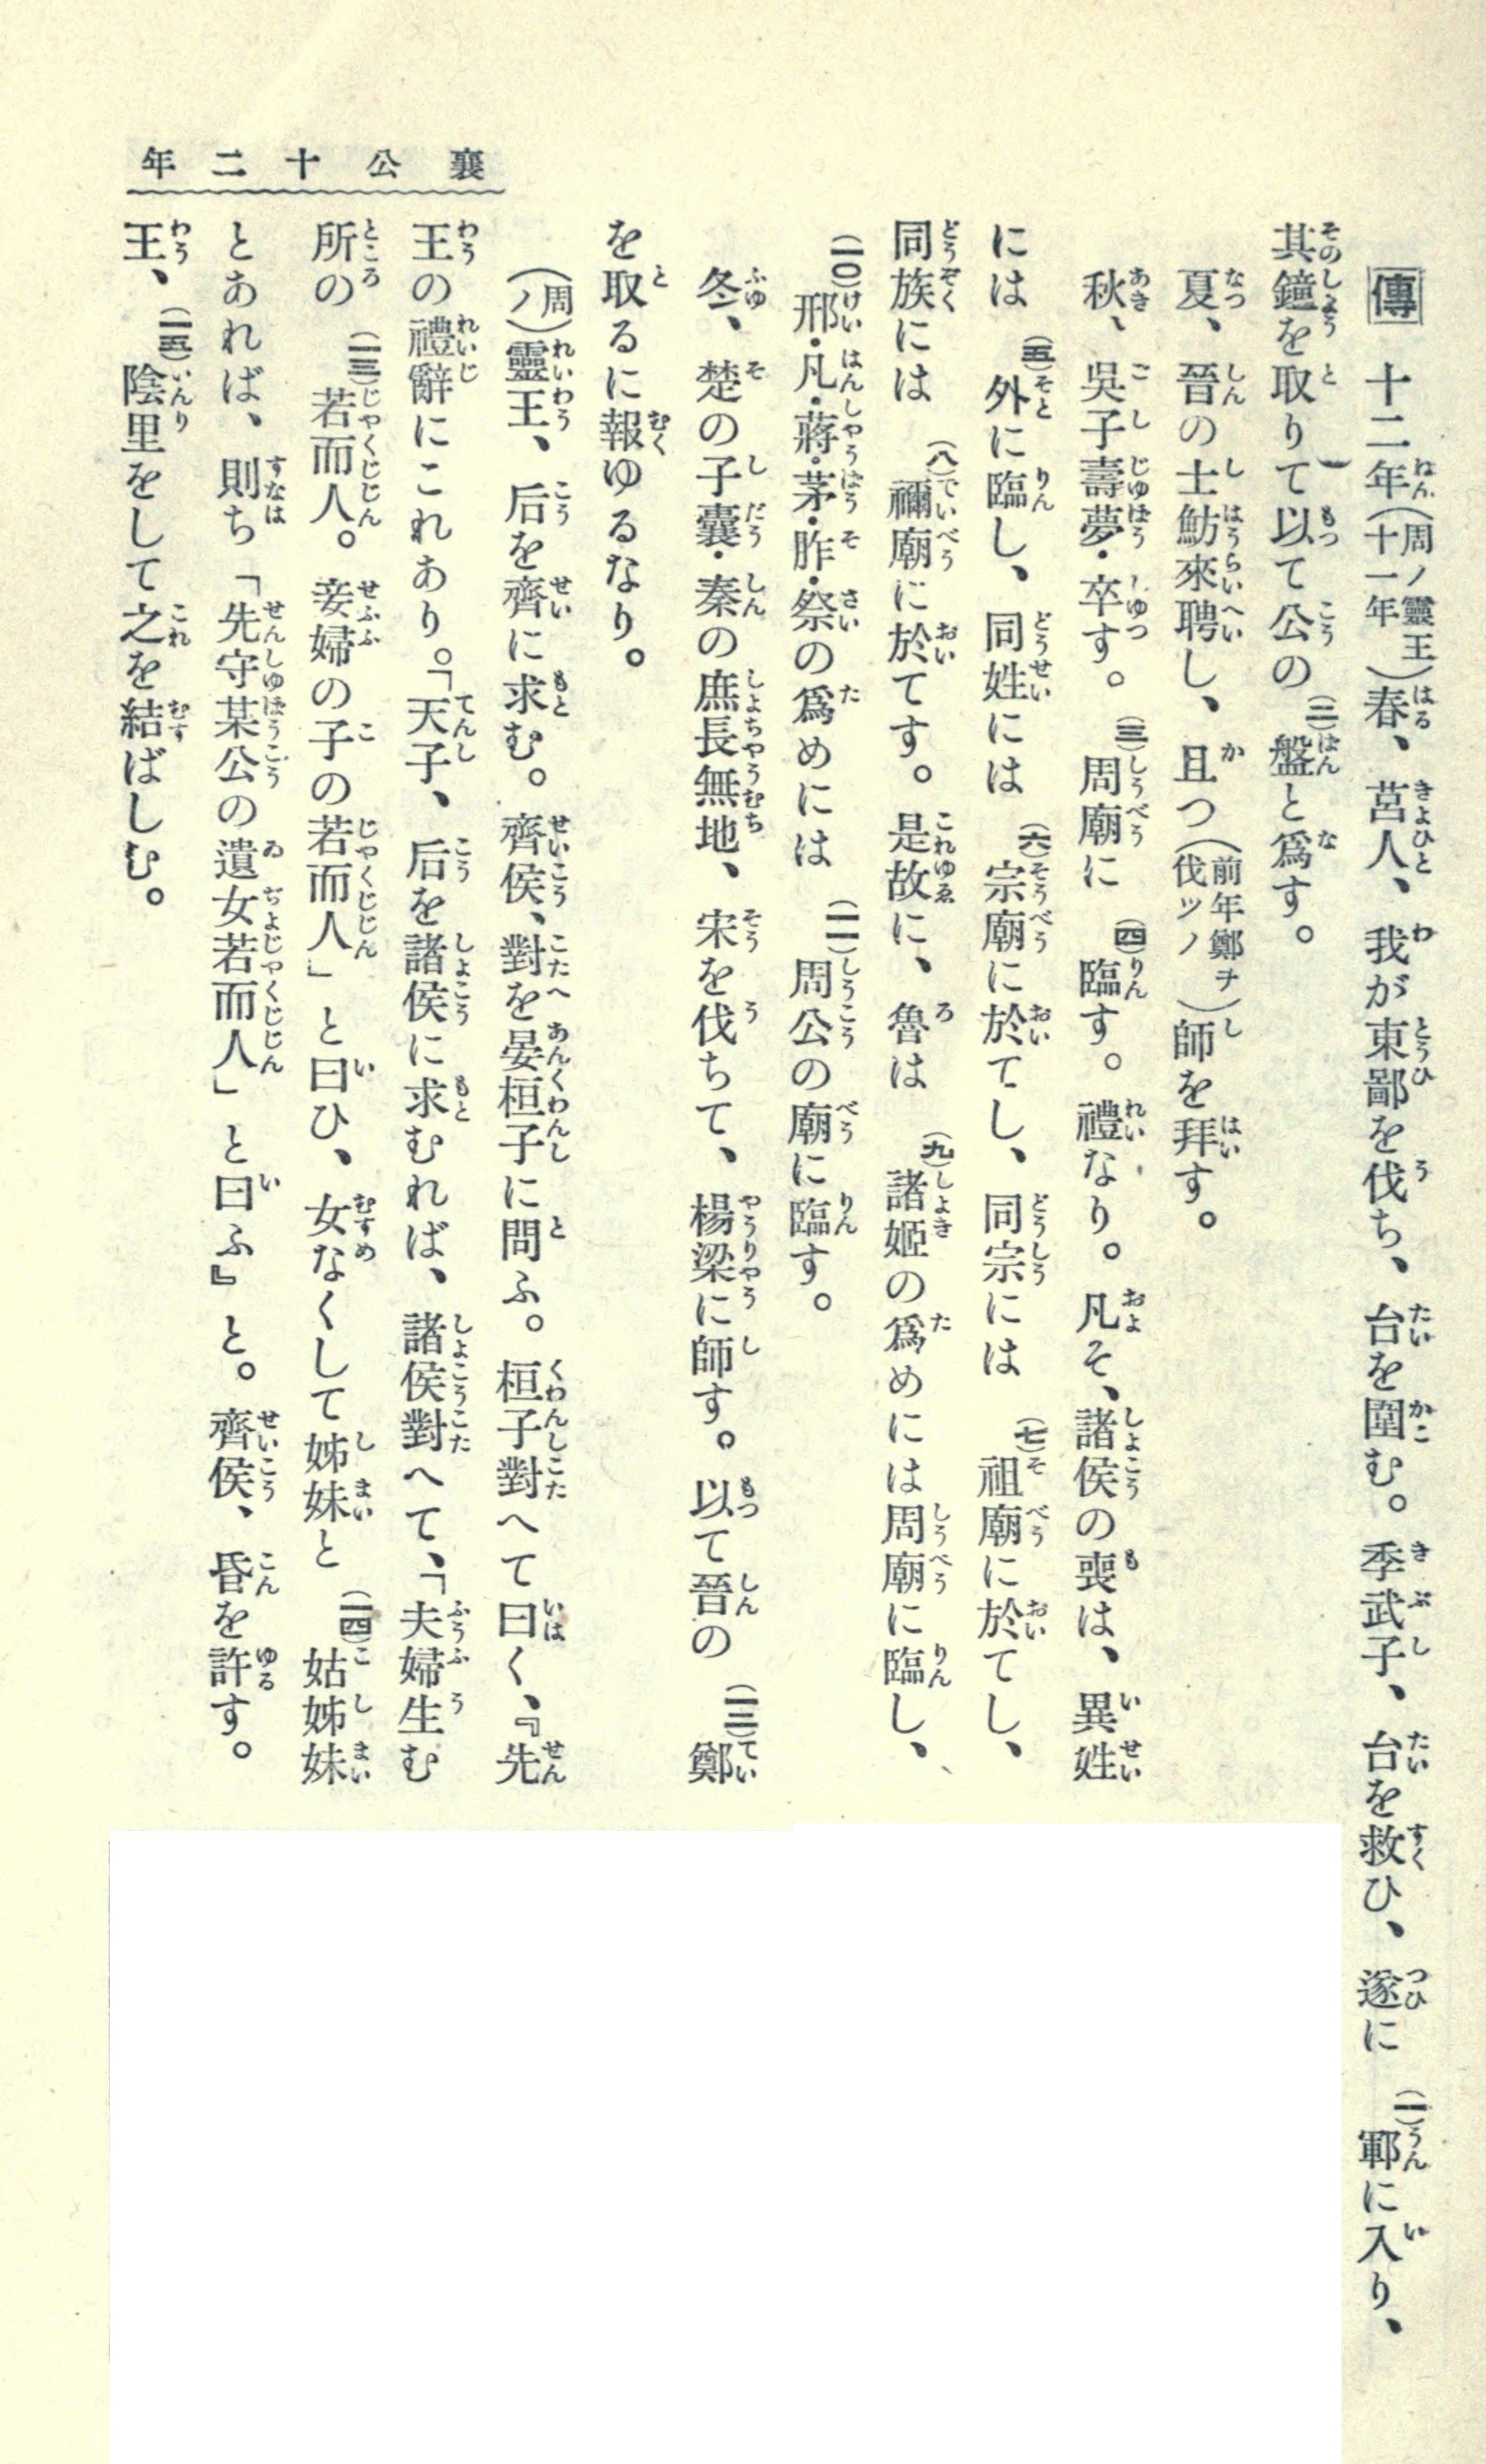 襄公十二年
傳 十二年(周ノ靈王十一年)春、莒人、我が東鄙を伐ち、台を圍む。季武子、台を救ひ、遂に(一)鄆に入り、
其鐘を取りて以て公の(二)盤と爲す。
夏、晉の士魴來聘し、且つ(前年鄭ヲ伐ツノ)師を拜す。
秋、吳子壽夢・卒す。(三)周廟に(四)臨す。禮なり。凡そ、諸侯の喪は、異姓
には(五)外に臨し、同姓には(六)宗廟に於てし、同宗には(七)祖廟に於てし、
同族には(八)禰廟に於てす。是故に、魯は(九)諸姬の爲めには周廟に臨し、
(一〇)邢・凡・蔣・茅・胙・祭の爲めには(一一)周公の廟に臨す。
冬、楚の子囊・秦の庶長無地、宋を伐ちて、楊梁に師す。以て晉の(一二)鄭
を取るに報ゆるなり。
(周ノ)靈王、后を齊に求む。齊侯、對を晏桓子に問ふ。桓子對へて曰く、『先
王の禮辭にこれあり。「天子、后を諸侯に求むれば、諸侯對へて、「夫婦生む
所の(一三)若而人。妾婦の子の若而人」と曰ひ、女なくして姊妹と(一四)姑姊妹
とあれば、則ち「先守某公の遺女若而人」と曰ふ』と。齊侯、昏を許す。
王、(一五)陰里をして之を結ばしむ。